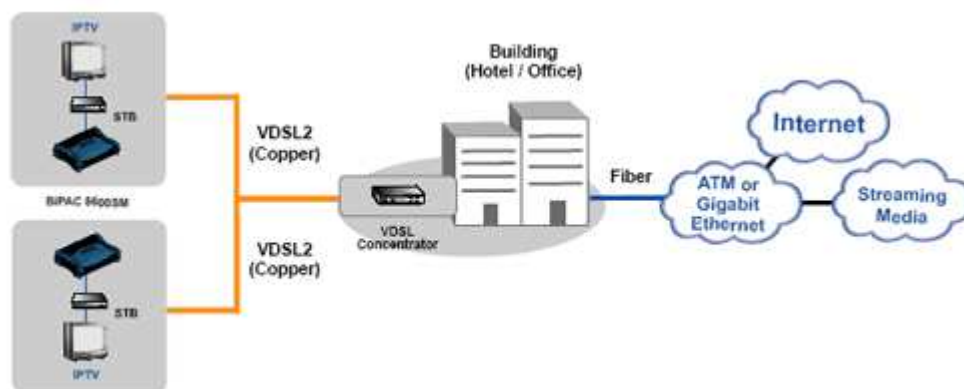 IPTV
STB
BiPAC
VDSL2
(Copper)
VDSL2
(Copper)
STB
IPTV
Building
(Hotel / Office)
VDSL
Concentrator
Fiber
ATM or
Gigabit
Ethernet
Internet
Streaming
Media